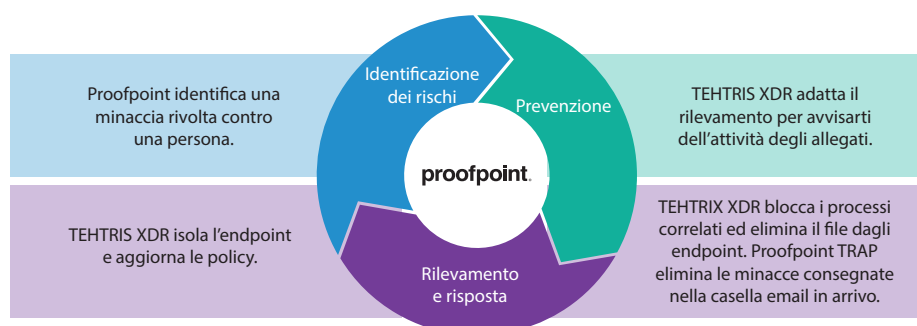 Proofpoint identifica una
minaccia rivolta contro
una persona.
Identificazione
dei rischi
Prevenzione
TEHTRIS XDR adatta il
rilevamento per avvisarti
dell'attività degli allegati.
proofpoint.
TEHTRIS XDR isola l'endpoint
e aggiorna le policy.
Rilevamento
e risposta
TEHTRIX XDR blocca i processi
correlati ed elimina il file dagli
endpoint. Proofpoint TRAP
elimina le minacce consegnate
nella casella email in arrivo.